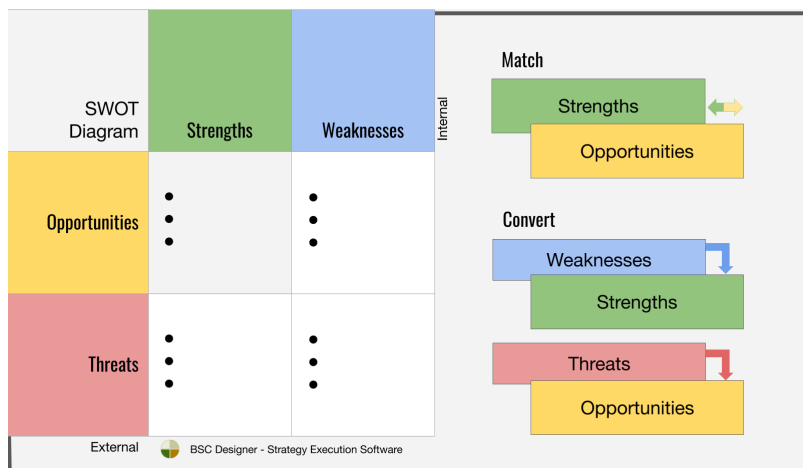 SWOT
Diagram
Strengths
Weaknesses
Internal
Opportunities
Threats
External
BSC Designer - Strategy Execution Software
Match
Strengths
Opportunities
Convert
Weaknesses
Strengths
Threats
Opportunities